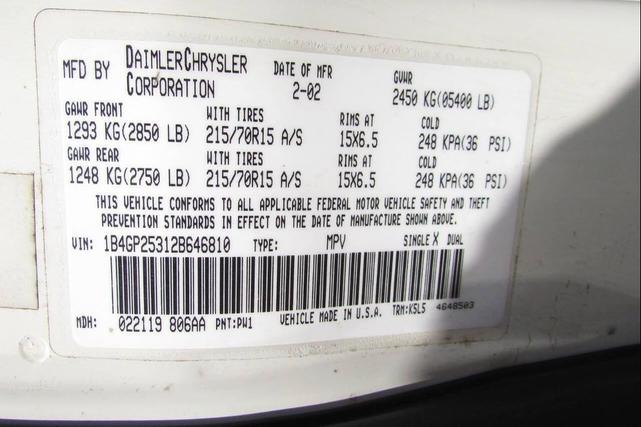 MFD BY DAIMLERCHRYSLER CORPORATION DATE OF MFR 2-02 GVWR 2450 KG(05400 LB)
GAWR FRONT WITH TIRES RIMS AT COLD
1293 KG(2850 LB) 215/70R15 A/S 15X6.5 248 KPA(36 PSI)
GAWR REAR WITH TIRES RIMS AT COLD
1248 KG(2750 LB) 215/70R15 A/S 15X6.5 248 KPA(36 PSI)
THIS VEHICLE CONFORMS TO ALL APPLICABLE FEDERAL MOTOR VEHICLE SAFETY AND THEFT
PREVENTION STANDARDS IN EFFECT ON THE DATE OF MANUFACTURE SHOWN ABOVE.
VIN: 1B4GP25312B646810 TYPE: MPV SINGLE X DUAL
MDH: 022119 806AA PNT:PW1 VEHICLE MADE IN U.S.A. TRM:K5L5 4648503